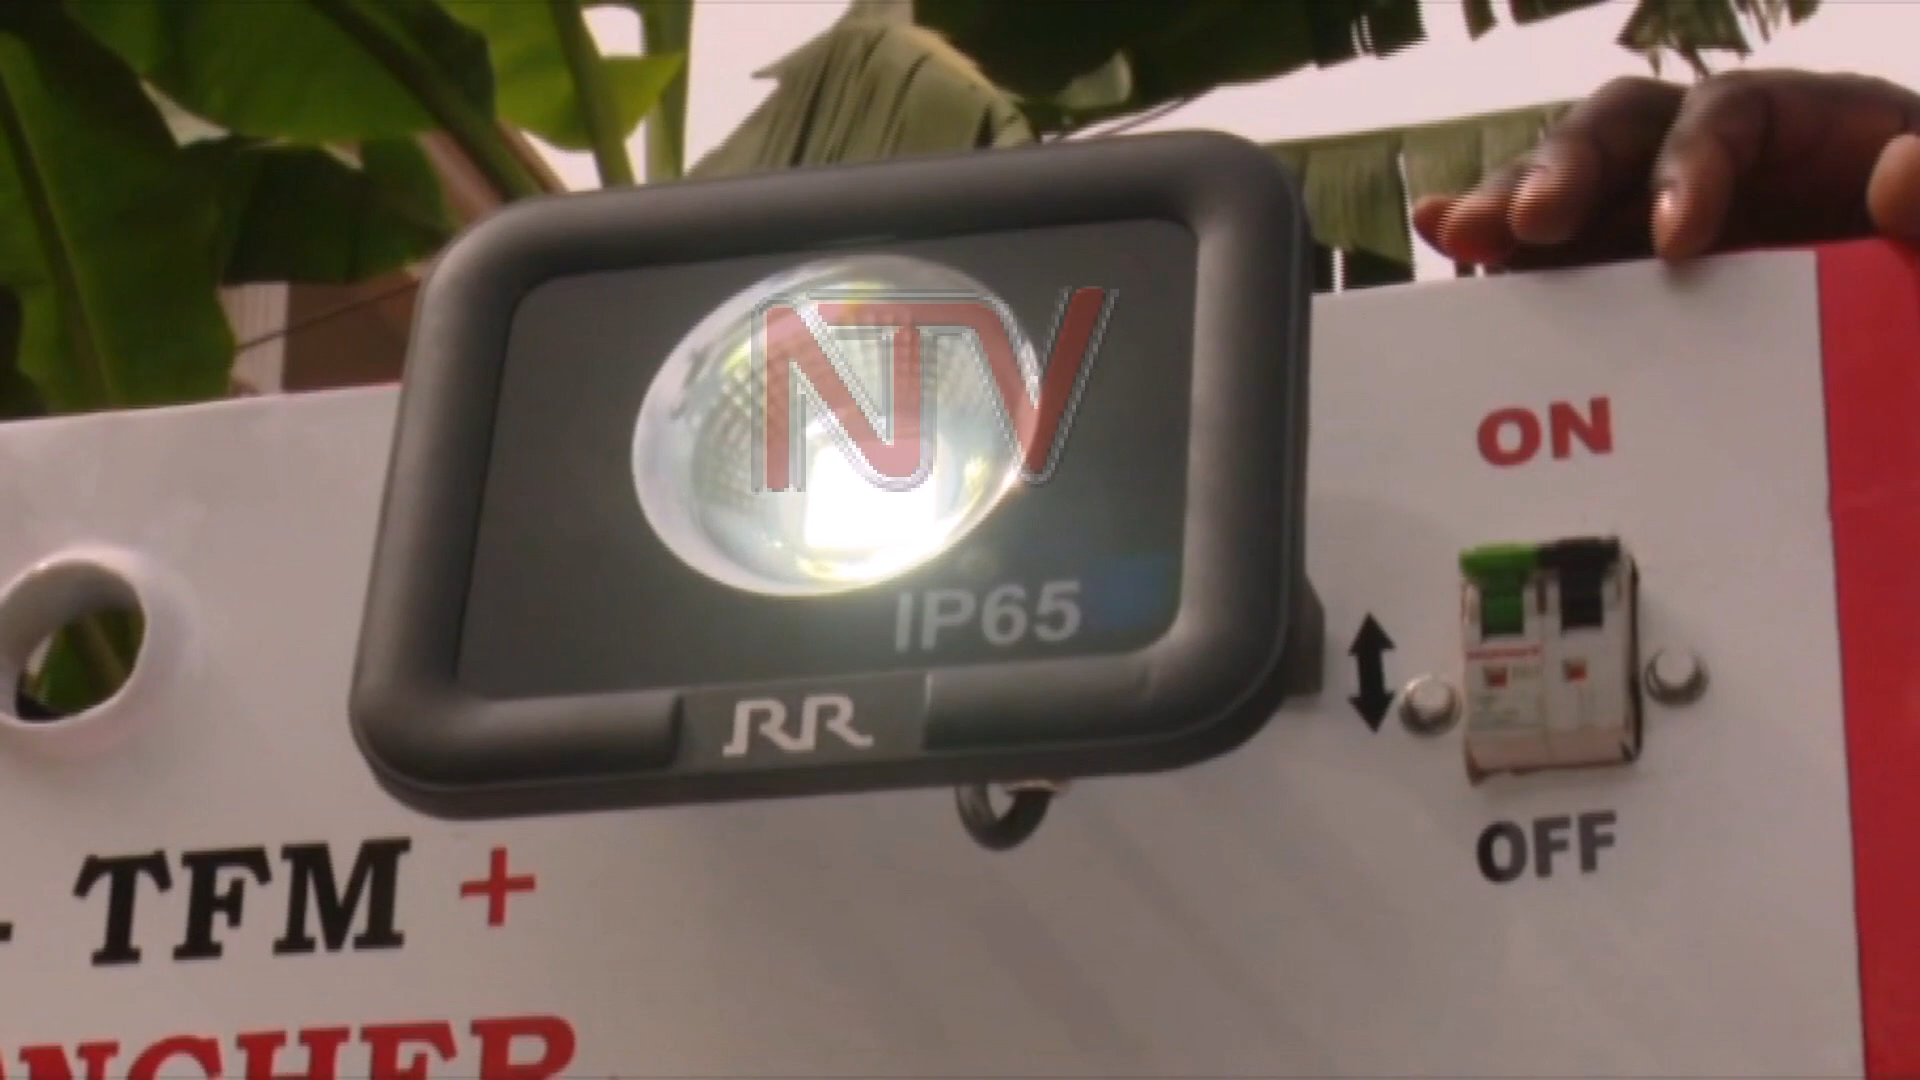 NTV
ON
IP65
RR
OFF
- TFM +